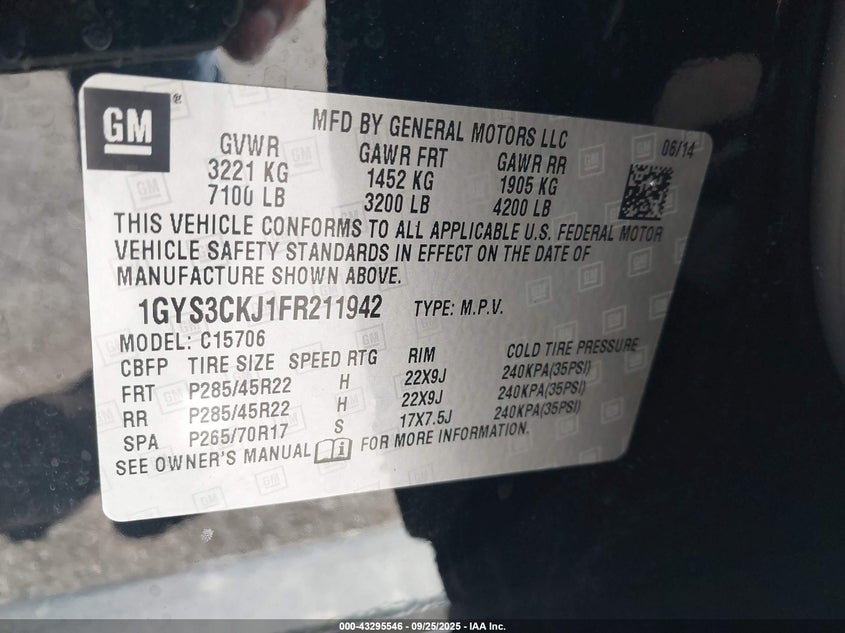 GM®
MFD BY GENERAL MOTORS LLC
06/14
GVWR GAWR FRT GAWR RR
3221 KG 1452 KG 1905 KG
7100 LB 3200 LB 4200 LB
THIS VEHICLE CONFORMS TO ALL APPLICABLE U.S. FEDERAL MOTOR
VEHICLE SAFETY STANDARDS IN EFFECT ON THE DATE OF
MANUFACTURE SHOWN ABOVE.
1GYS3CKJ1FR211942 TYPE: M.P.V.
MODEL: C15706
CBFP TIRE SIZE SPEED RTG RIM COLD TIRE PRESSURE
FRT P285/45R22 H 22X9J 240KPA(35PSI)
RR P285/45R22 H 22X9J 240KPA(35PSI)
SPA P265/70R17 S 17X7.5J 240KPA(35PSI)
SEE OWNER'S MANUAL FOR MORE INFORMATION.
000-43295546 - 09/25/2025 - IAA Inc.